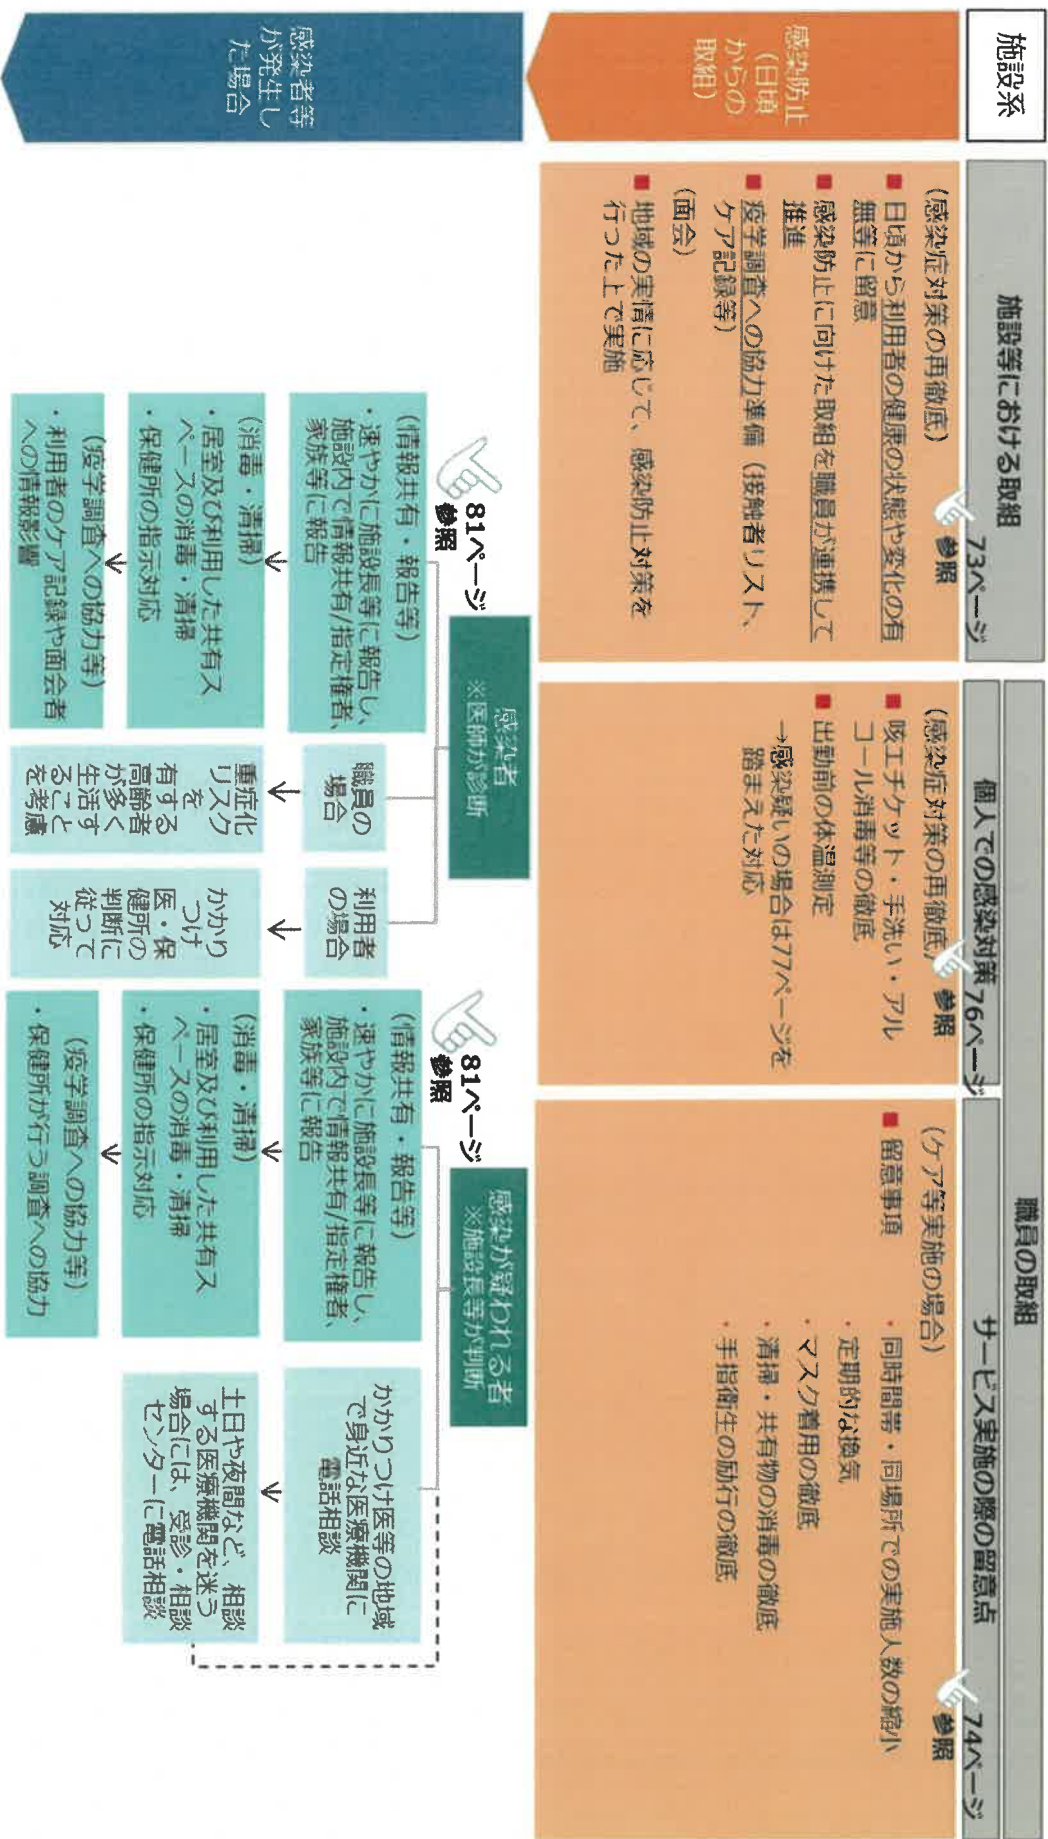 施設系
施設等における取組
73ページ
参照
職員の取組
個人での感染対策
76ページ
参照
サービス実施の際の留意点
74ページ
参照
感染防止
(日頃
からの
取組)
(感染症対策の再徹底)
■ 日頃から利用者の健康の状態や変化の有
無等に留意
■ 感染防止に向けた取組を職員が連携して
推進
■ 疫学調査への協力準備（接触者リスト、
ケア記録等）
(面会)
■ 地域の実情に応じて、感染防止対策を
行った上で実施
(感染症対策の再徹底)
■ 咳エチケット・手洗い・アル
コール消毒等の徹底
■ 出勤前の体温測定
→感染疑いの場合は77ページを
踏まえた対応
(ケア等実施の場合)
■ 留意事項
・同時間帯・同場所での実施人数の縮小
・定期的な換気
・マスク着用の徹底
・清掃・共有物の消毒の徹底
・手指衛生の励行の徹底
感染者等
が発生し
た場合
81ページ
参照
感染者
※医師が診断
(情報共有・報告等)
・速やかに施設長等に報告し、
施設内で情報共有/指定権者、
家族等に報告
(消毒・清掃)
・居室及び利用した共有ス
ペースの消毒・清掃
・保健所の指示対応
(疫学調査への協力等)
・利用者のケア記録や面会者
への情報影響
職員の
場合
重症化
リスク
を
有する
高齢者
が多く
生活す
ること
を考慮
利用者
の場合
かかり
つけ
医・保
健所の
判断に
従って
対応
81ページ
参照
感染が疑われる者
※施設長等が判断
(情報共有・報告等)
・速やかに施設長等に報告し、
施設内で情報共有/指定権者、
家族等に報告
(消毒・清掃)
・居室及び利用した共有ス
ペースの消毒・清掃
・保健所の指示対応
(疫学調査への協力等)
・保健所が行う調査への協力
かかりつけ医等の地域
で身近な医療機関に
電話相談
土日や夜間など、相談
する医療機関を迷う
場合には、受診・相談
センターに電話相談